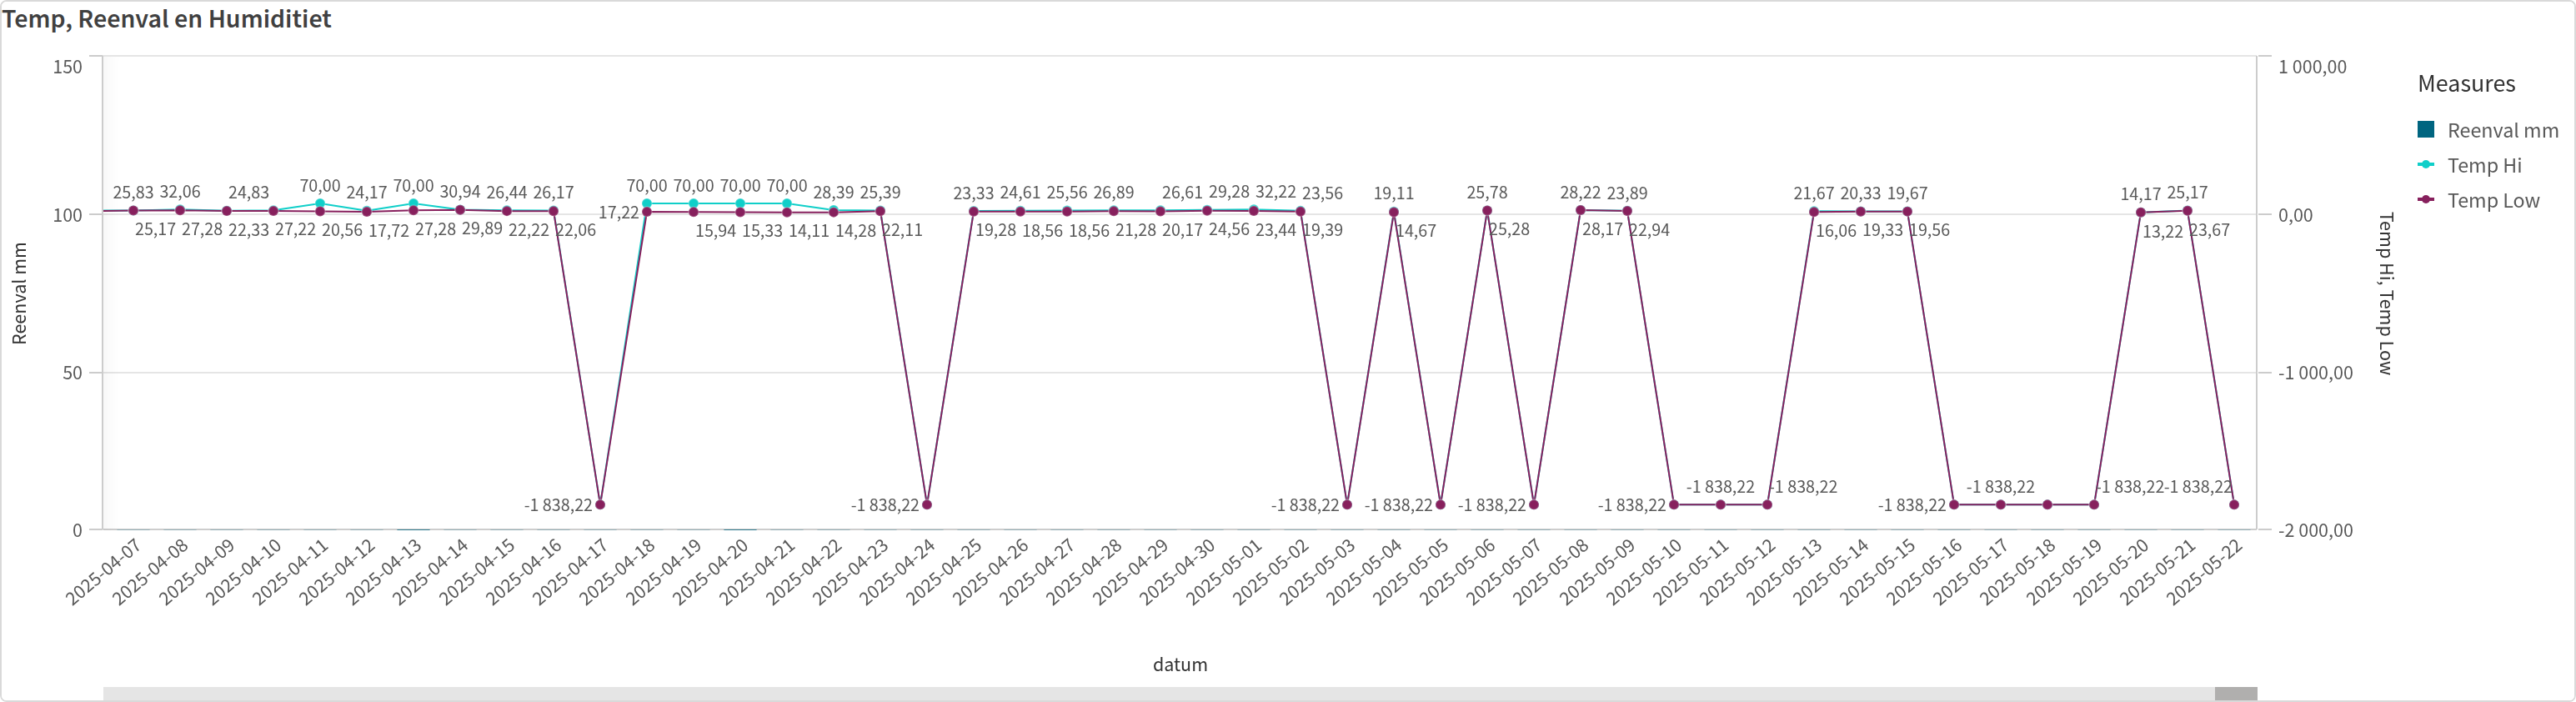 Temp, Reenval en Humiditiet
150
100
50
0
Reenval mm
25,83 32,06 24,83 70,00 24,17 70,00 30,94 26,44 26,17 70,00 70,00 70,00 70,00 28,39 25,39 23,33 24,61 25,56 26,89 26,61 29,28 32,22 23,56 19,11 25,78 28,22 23,89 21,67 20,33 19,67 14,17 25,17
17,22
25,17 27,28 22,33 27,22 20,56 17,72 27,28 29,89 22,22 22,06 15,94 15,33 14,11 14,28 22,11 19,28 18,56 18,56 21,28 20,17 24,56 23,44 19,39 14,67 25,28 28,17 22,94 16,06 19,33 19,56 13,22 23,67
-1 838,22 -1 838,22 -1 838,22 -1 838,22 -1 838,22
-1 838,22 -1 838,22 -1 838,22 -1 838,22 -1 838,22 -1 838,22 -1 838,22
1 000,00
0,00
-1 000,00
-2 000,00
Temp Hi, Temp Low
2025-04-07 2025-04-08 2025-04-09 2025-04-10 2025-04-11 2025-04-12 2025-04-13 2025-04-14 2025-04-15 2025-04-16 2025-04-17 2025-04-18 2025-04-19 2025-04-20 2025-04-21 2025-04-22 2025-04-23 2025-04-24 2025-04-25 2025-04-26 2025-04-27 2025-04-28 2025-04-29 2025-04-30 2025-05-01 2025-05-02 2025-05-03 2025-05-04 2025-05-05 2025-05-06 2025-05-07 2025-05-08 2025-05-09 2025-05-10 2025-05-11 2025-05-12 2025-05-13 2025-05-14 2025-05-15 2025-05-16 2025-05-17 2025-05-18 2025-05-19 2025-05-20 2025-05-21 2025-05-22
datum
Measures
Reenval mm
Temp Hi
Temp Low